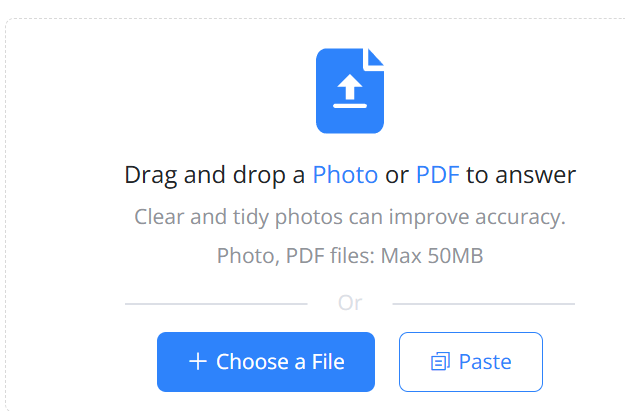 Drag and drop a Photo or PDF to answer
Clear and tidy photos can improve accuracy.
Photo, PDF files: Max 50MB
Or
Choose a File
Paste